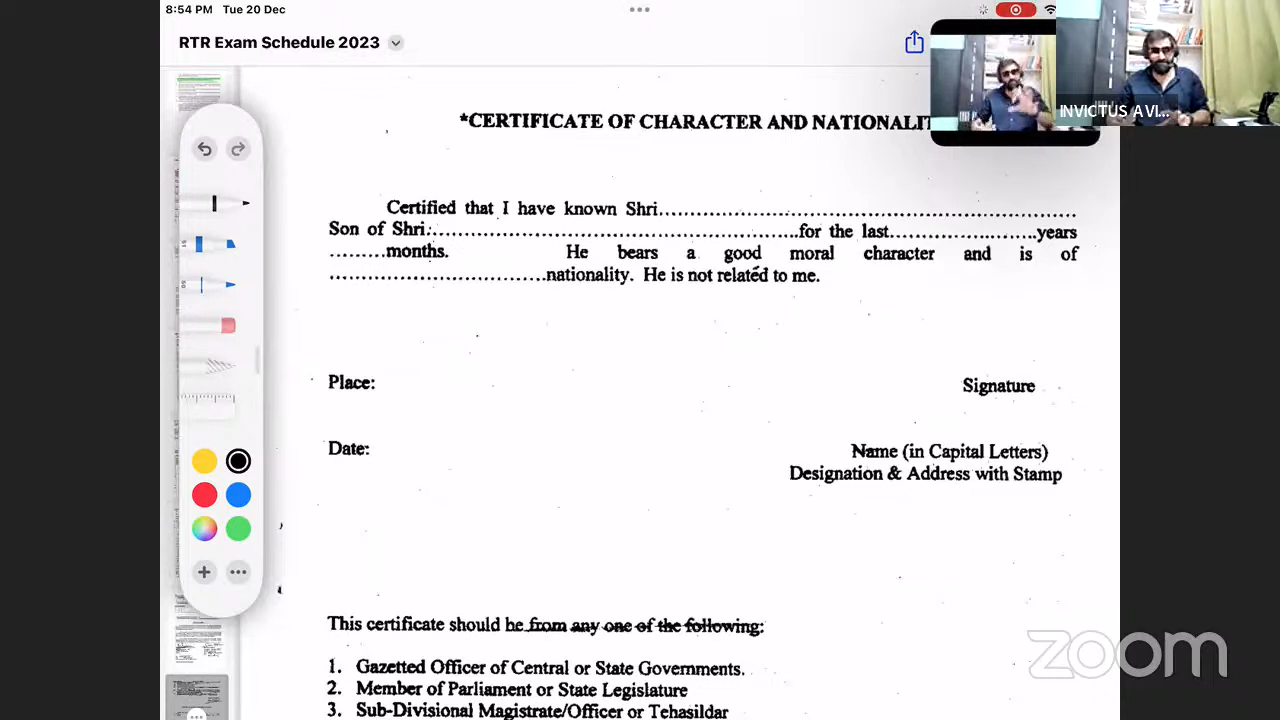 8:54 PM Tue 20 Dec
RTR Exam Schedule 2023
INVICTUS AVI...
*CERTIFICATE OF CHARACTER AND NATIONALIT
Certified that I have known Shri......................................................................
Son of Shri:.............................................................for the last........................years
.........months. He bears a good moral character and is of
....................................nationality. He is not related to me.
Place: Signature
Date: Name (in Capital Letters)
Designation & Address with Stamp
This certificate should be from any one of the following:
1. Gazetted Officer of Central or State Governments.
2. Member of Parliament or State Legislature
3. Sub-Divisional Magistrate/Officer or Tehasildar
zoom